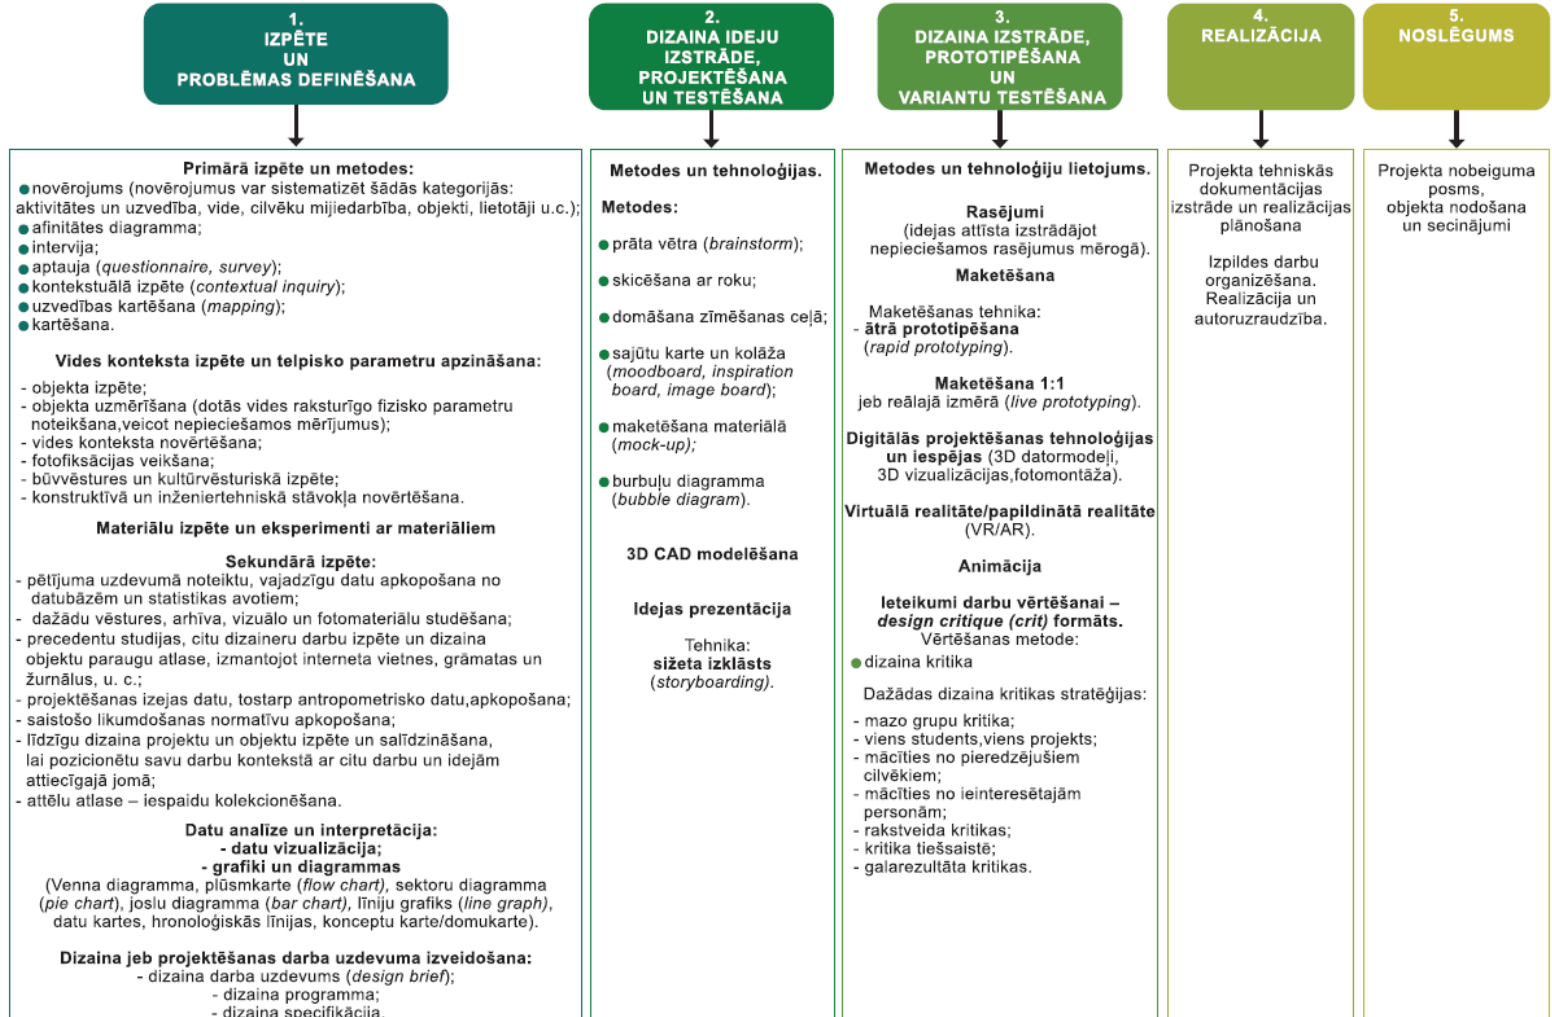 1.
IZPĒTE
UN
PROBLĒMAS DEFINĒŠANA
Primārā izpēte un metodes:
● novērojums (novērojumus var sistematizēt šādās kategorijās:
aktivitātes un uzvedība, vide, cilvēku mijiedarbība, objekti, lietotāji u.c.);
● afinitātes diagramma;
● intervija;
● aptauja (questionnaire, survey);
● kontekstuālā izpēte (contextual inquiry);
● uzvedības kartēšana (mapping);
● kartēšana.
Vides konteksta izpēte un telpisko parametru apzināšana:
- objekta izpēte;
- objekta uzmērīšana (dotās vides raksturīgo fizisko parametru
noteikšana,veicot nepieciešamos mērījumus);
- vides konteksta novērtēšana;
- fotofiksācijas veikšana;
- būvvēstures un kultūrvēsturiskā izpēte;
- konstruktīvā un inženiertehniskā stāvokļa novērtēšana.
Materiālu izpēte un eksperimenti ar materiāliem
Sekundārā izpēte:
- pētījuma uzdevumā noteiktu, vajadzīgu datu apkopošana no
datubāzēm un statistikas avotiem;
- dažādu vēstures, arhīva, vizuālo un fotomateriālu studēšana;
- precedentu studijas, citu dizaineru darbu izpēte un dizaina
objektu paraugu atlase, izmantojot interneta vietnes, grāmatas un
žurnālus, u. c.;
- projektēšanas izejas datu, tostarp antropometrisko datu,apkopošana;
- saistošo likumdošanas normatīvu apkopošana;
- līdzīgu dizaina projektu un objektu izpēte un salīdzināšana,
lai pozicionētu savu darbu kontekstā ar citu darbu un idejām
attiecīgajā jomā;
- attēlu atlase – iespaidu kolekcionēšana.
Datu analīze un interpretācija:
- datu vizualizācija;
- grafiki un diagrammas
(Venna diagramma, plūsmkarte (flow chart), sektoru diagramma
(pie chart), joslu diagramma (bar chart), līniju grafiks (line graph),
datu kartes, hronoloģiskās līnijas, konceptu karte/domukarte).
Dizaina jeb projektēšanas darba uzdevuma izveidošana:
- dizaina darba uzdevums (design brief);
- dizaina programma;
- dizaina specifikācija.
2.
DIZAINA IDEJU
IZSTRĀDE,
PROJEKTĒŠANA
UN TESTĒŠANA
Metodes un tehnoloģijas.
Metodes:
● prāta vētra (brainstorm);
● skicēšana ar roku;
● domāšana zīmēšanas ceļā;
● sajūtu karte un kolāža
(moodboard, inspiration
board, image board);
● maketēšana materiālā
(mock-up);
● burbuļu diagramma
(bubble diagram).
3D CAD modelēšana
Idejas prezentācija
Tehnika:
sižeta izklāsts
(storyboarding).
3.
DIZAINA IZSTRĀDE,
PROTOTIPĒŠANA
UN
VARIANTU TESTĒŠANA
Metodes un tehnoloģiju lietojums.
Rasējumi
(idejas attīsta izstrādājot
nepieciešamos rasējumus mērogā).
Maketēšana
Maketēšanas tehnika:
- ātrā prototipēšana
(rapid prototyping).
Maketēšana 1:1
jeb reālajā izmērā (live prototyping).
Digitālās projektēšanas tehnoloģijas
un iespējas (3D datormodeļi,
3D vizualizācijas,fotomontāža).
Virtuālā realitāte/papildinātā realitāte
(VR/AR).
Animācija
Ieteikumi darbu vērtēšanai –
design critique (crit) formāts.
Vērtēšanas metode:
● dizaina kritika
Dažādas dizaina kritikas stratēģijas:
- mazo grupu kritika;
- viens students,viens projekts;
- mācīties no pieredzējušiem
cilvēkiem;
- mācīties no ieinteresētajām
personām;
- rakstveida kritikas;
- kritika tiešsaistē;
- galarezultāta kritikas.
4.
REALIZĀCIJA
Projekta tehniskās
dokumentācijas
izstrāde un realizācijas
plānošana
Izpildes darbu
organizēšana.
Realizācija un
autoruzraudzība.
5.
NOSLĒGUMS
Projekta nobeiguma
posms,
objekta nodošana
un secinājumi